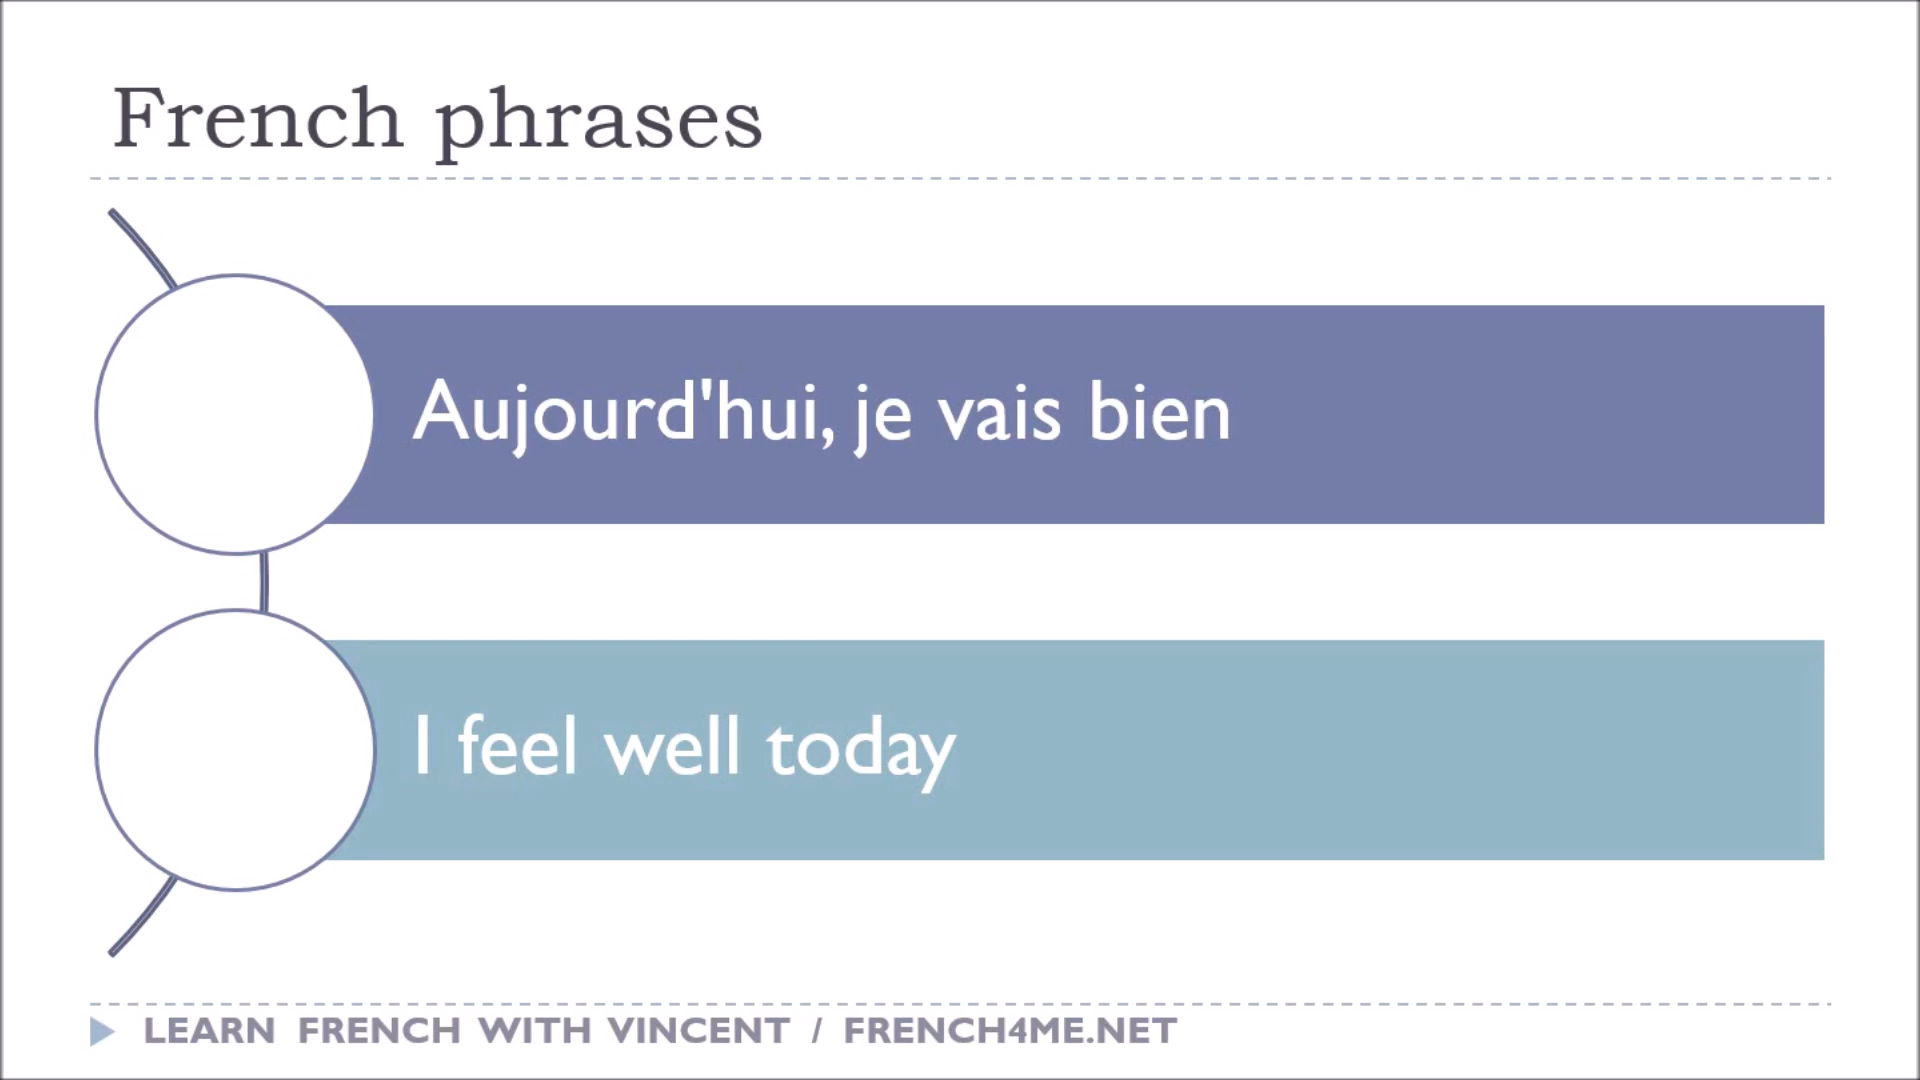 French phrases
Aujourd'hui, je vais bien
I feel well today
LEARN FRENCH WITH VINCENT / FRENCH4ME.NET